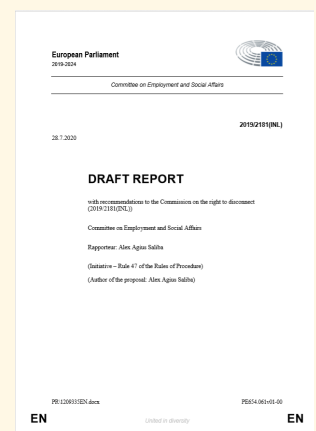 European Parliament
2019-2024
Committee on Employment and Social Affairs
2019/2181(INL)
28.7.2020
DRAFT REPORT
with recommendations to the Commission on the right to disconnect
(2019/2181(INL))
Committee on Employment and Social Affairs
Rapporteur: Alex Agius Saliba
(Initiative – Rule 47 of the Rules of Procedure)
(Author of the proposal: Alex Agius Saliba)
PR\1209335EN.docx
PE654.061v01-00
EN
United in diversity
EN